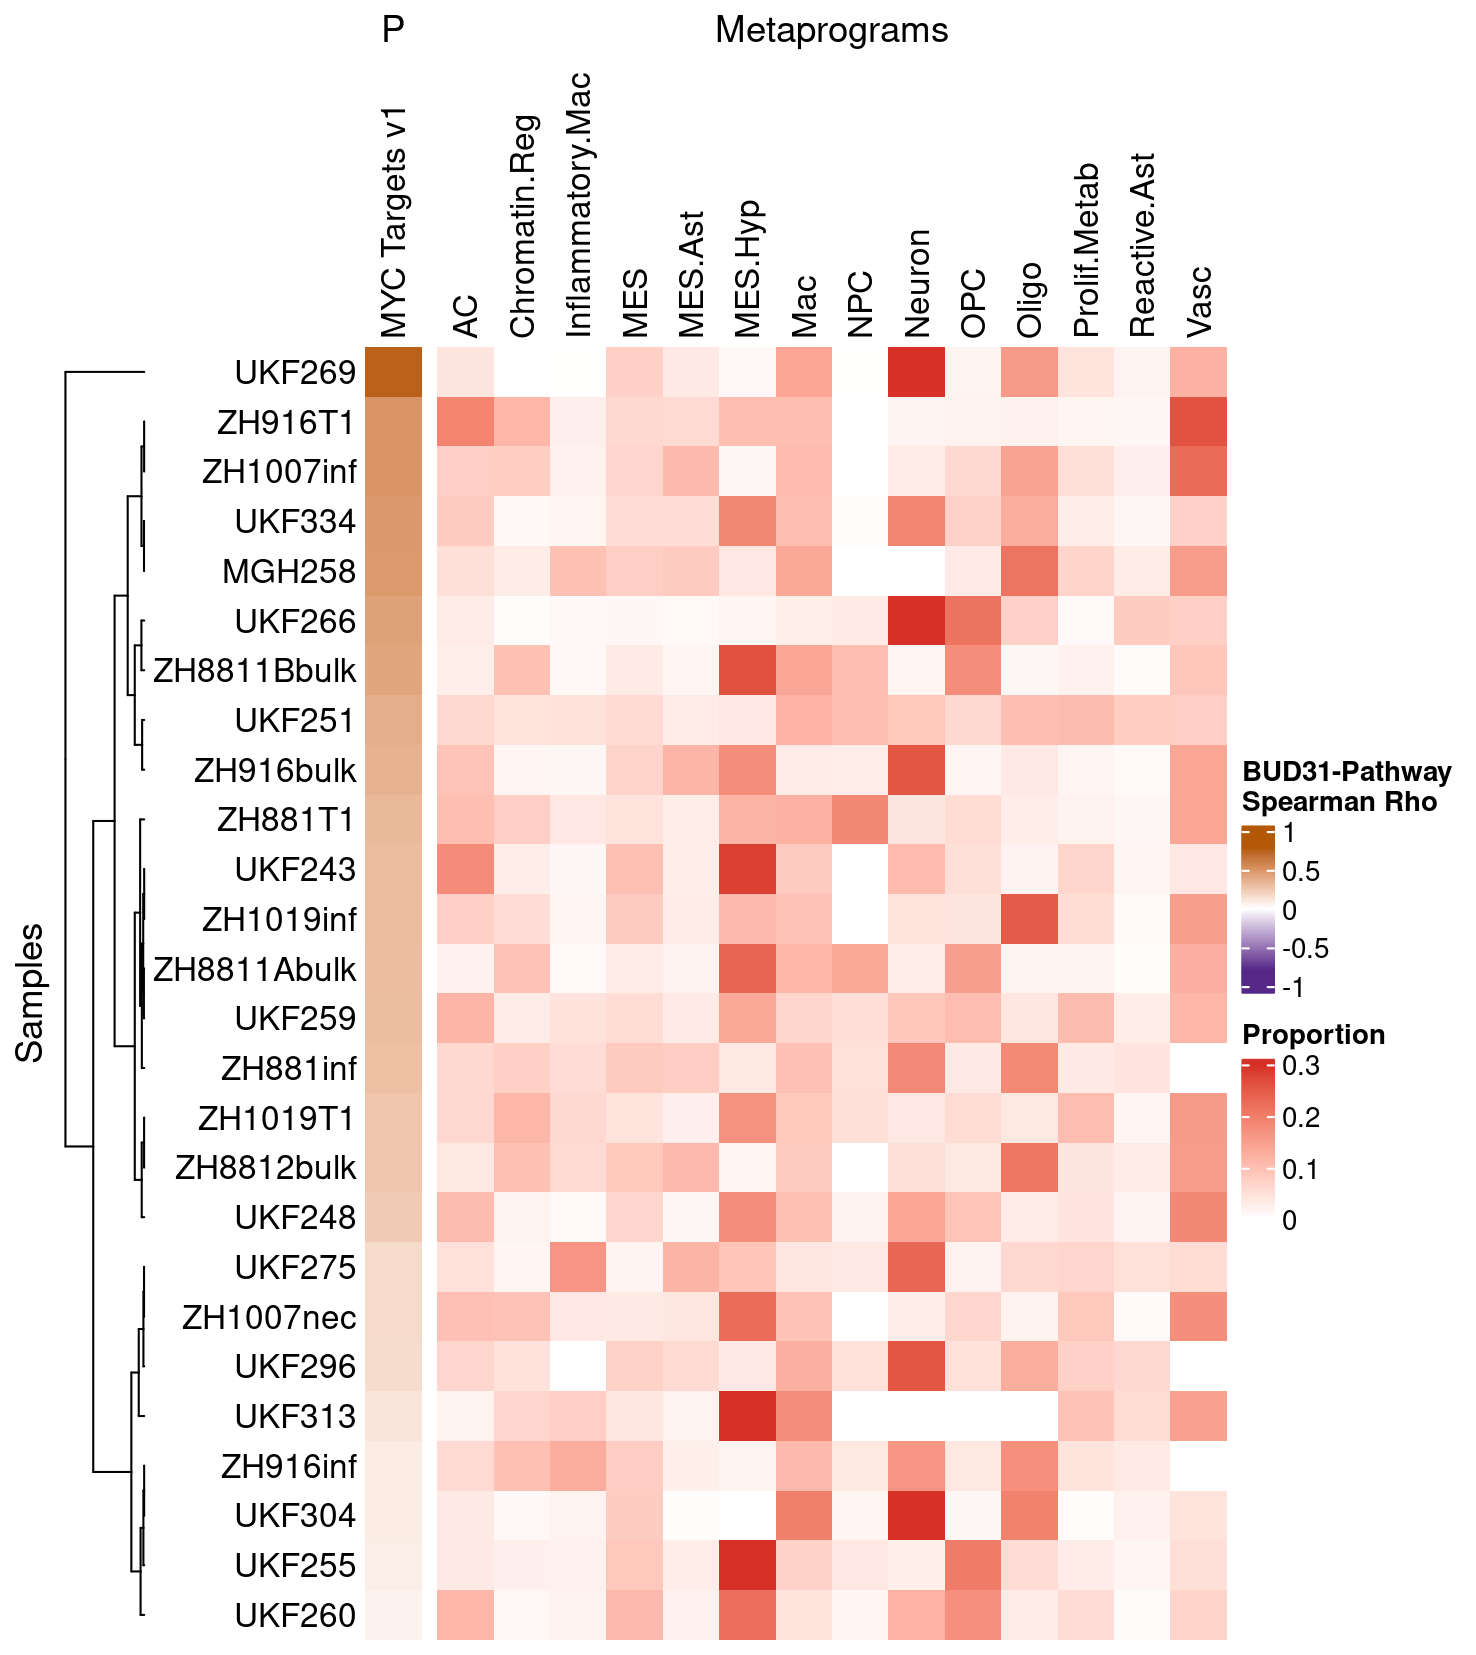 P
Metaprograms
MYC Targets v1
AC
Chromatin.Reg
Inflammatory.Mac
MES
MES.Ast
MES.Hyp
Mac
NPC
Neuron
OPC
Oligo
Prolif.Metab
Reactive.Ast
Vasc
Samples
UKF269
ZH916T1
ZH1007inf
UKF334
MGH258
UKF266
ZH8811Bbulk
UKF251
ZH916bulk
ZH881T1
UKF243
ZH1019inf
ZH8811Abulk
UKF259
ZH881inf
ZH1019T1
ZH8812bulk
UKF248
UKF275
ZH1007nec
UKF296
UKF313
ZH916inf
UKF304
UKF255
UKF260
BUD31-Pathway
Spearman Rho
1
0.5
0
-0.5
-1
Proportion
0.3
0.2
0.1
0